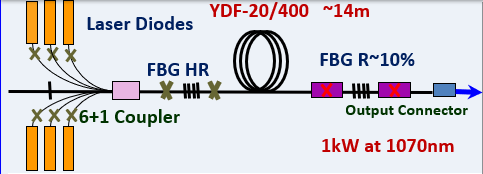 YDF-20/400 ~14m
Laser Diodes
FBG HR
FBG R~10%
6+1 Coupler
Output Connector
1kW at 1070nm